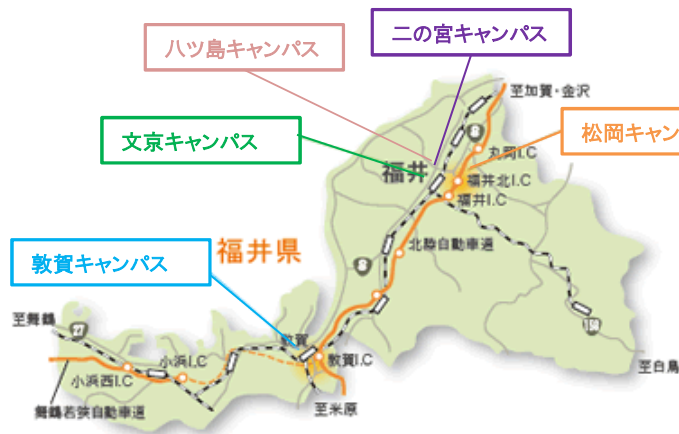 二の宮キャンパス
八ツ島キャンパス
至加賀・金沢
8
文京キャンパス
松岡キャン
丸岡I.C
福井
福井北I.C
福井I.C
北陸自動車道
福井県
8
敦賀キャンパス
至舞鶴
27
敦賀
158
小浜I.C
敦賀I.C
至白鳥
小浜西I.C
至米原
舞鶴若狭自動車道